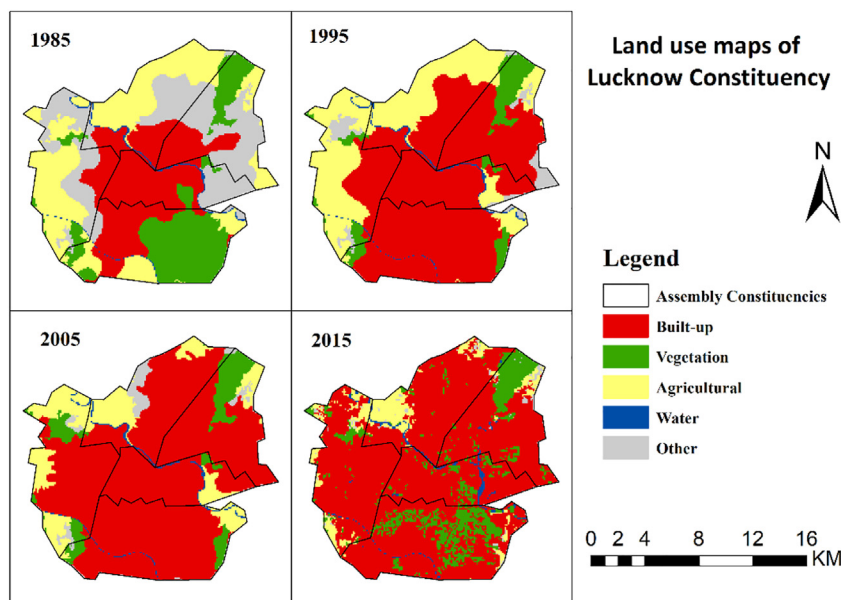 1985
1995
Land use maps of
Lucknow Constituency
N
2005
2015
Legend
Assembly Constituencies
Built-up
Vegetation
Agricultural
Water
Other
0 1 2 4 8 12 16
KM